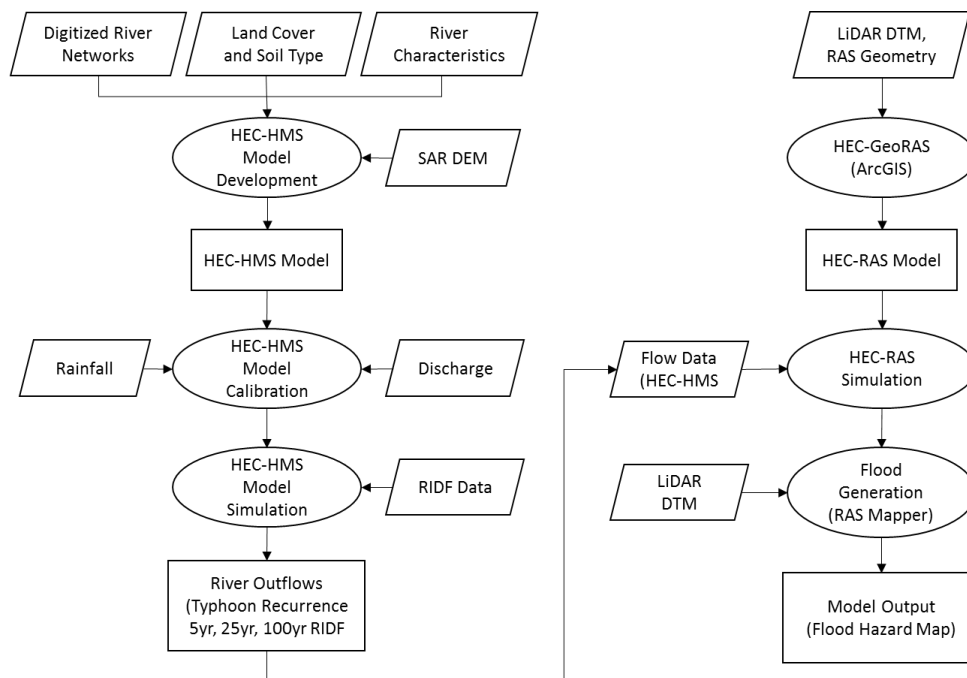 Digitized River
Networks
Land Cover
and Soil Type
River
Characteristics
HEC-HMS
Model
Development
SAR DEM
HEC-HMS Model
Rainfall
HEC-HMS
Model
Calibration
Discharge
HEC-HMS
Model
Simulation
RIDF Data
River Outflows
(Typhoon Recurrence
5yr, 25yr, 100yr RIDF
LiDAR DTM,
RAS Geometry
HEC-GeoRAS
(ArcGIS)
HEC-RAS Model
Flow Data
(HEC-HMS
HEC-RAS
Simulation
LiDAR
DTM
Flood
Generation
(RAS Mapper)
Model Output
(Flood Hazard Map)